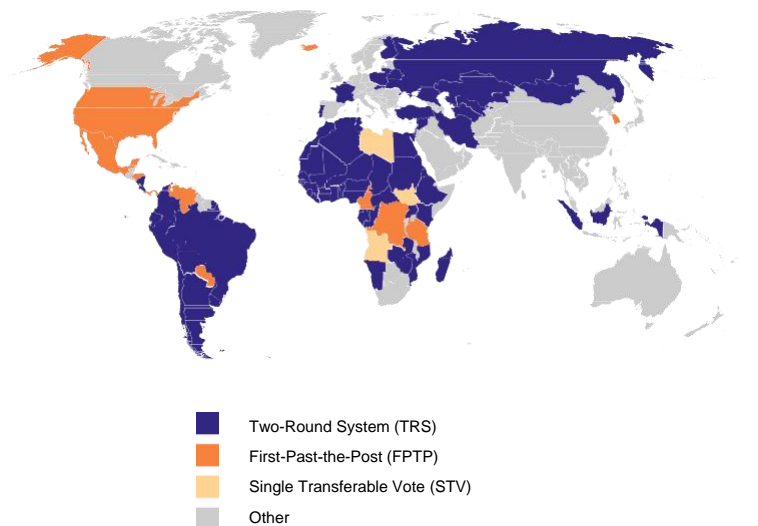 Two-Round System (TRS)
First-Past-the-Post (FPTP)
Single Transferable Vote (STV)
Other